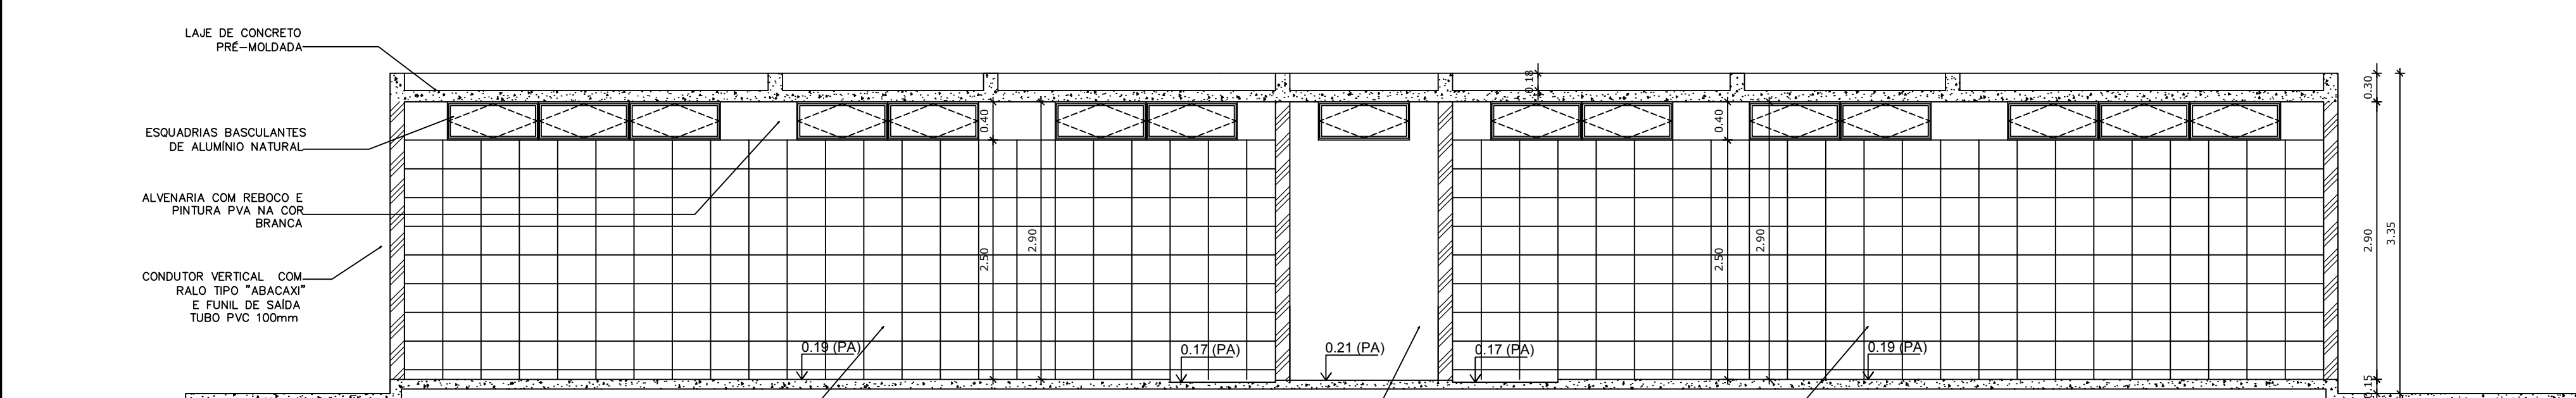 LAJE DE CONCRETO
PRÉ-MOLDADA
ESQUADRIAS BASCULANTES
DE ALUMÍNIO NATURAL
ALVENARIA COM REBOCO E
PINTURA PVA NA COR
BRANCA
CONDUTOR VERTICAL COM
RALO TIPO "ABACAXI"
E FUNIL DE SAÍDA
TUBO PVC 100mm
0.40
2.50
2.90
0.18
0.40
2.50
2.90
0.30
2.90
3.35
0.19 (PA)
0.17 (PA)
0.21 (PA)
0.17 (PA)
0.19 (PA)